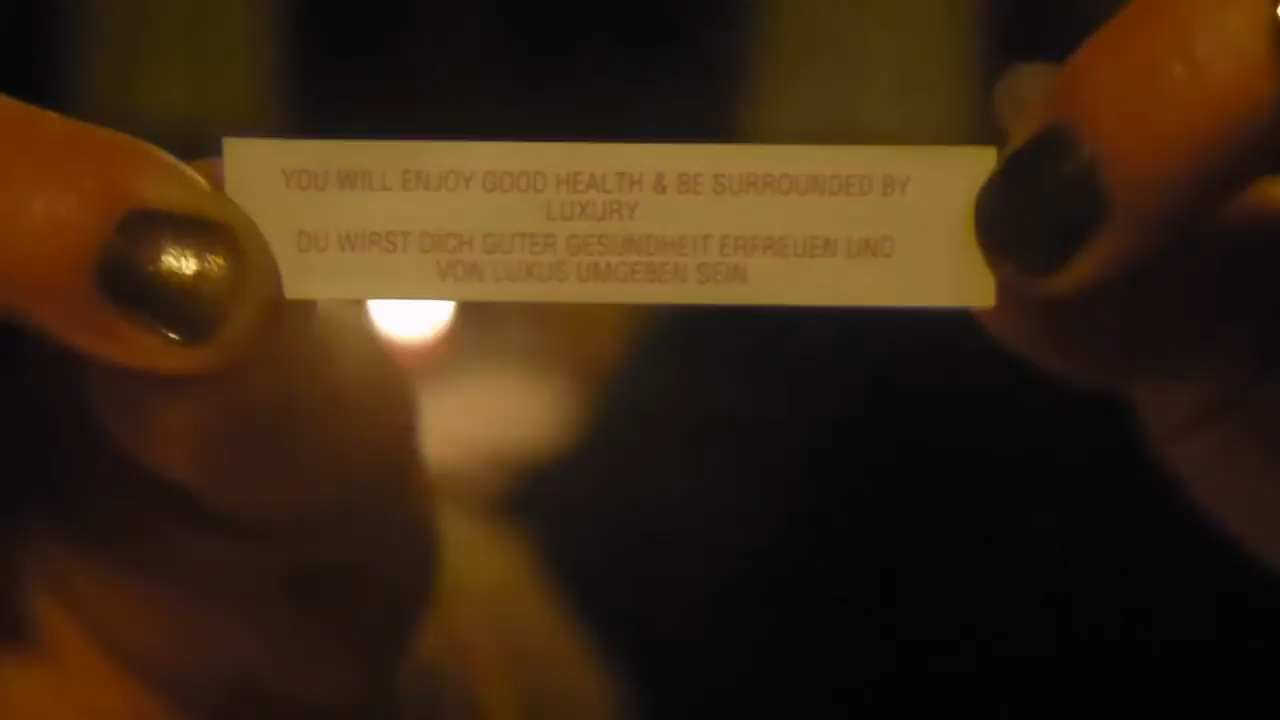 YOU WILL ENJOY GOOD HEALTH & BE SURROUNDED BY
LUXURY
DU WIRST DICH GUTER GESUNDHEIT ERFREUEN UND
VON LUXUS UMGEBEN SEIN